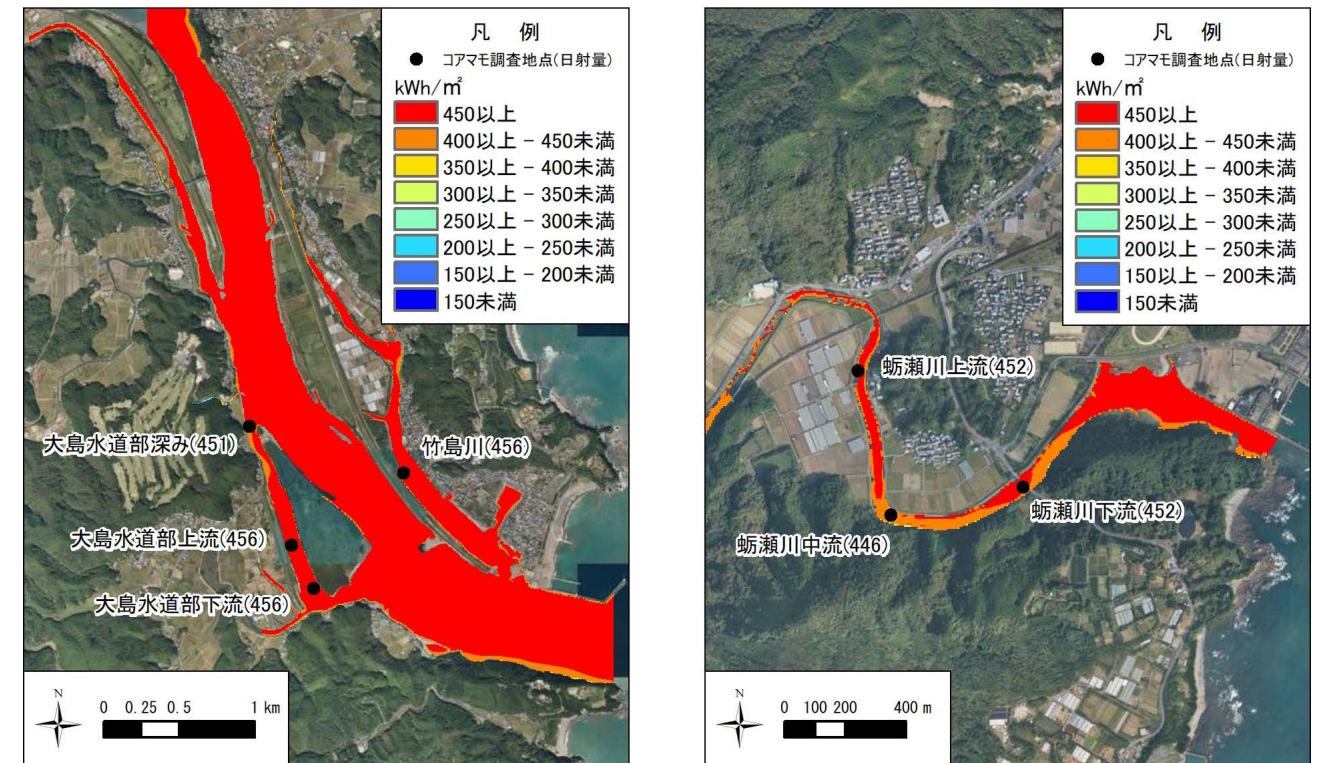 凡 例
コアマモ調査地点(日射量)
kWh/㎡
450以上
400以上 - 450未満
350以上 - 400未満
300以上 - 350未満
250以上 - 300未満
200以上 - 250未満
150以上 - 200未満
150未満
大島水道部深み(451)
竹島川(456)
大島水道部上流(456)
大島水道部下流(456)
N
0 0.25 0.5 1 km
凡 例
コアマモ調査地点(日射量)
kWh/㎡
450以上
400以上 - 450未満
350以上 - 400未満
300以上 - 350未満
250以上 - 300未満
200以上 - 250未満
150以上 - 200未満
150未満
蛎瀬川上流(452)
蛎瀬川下流(452)
蛎瀬川中流(446)
N
0 100 200 400 m